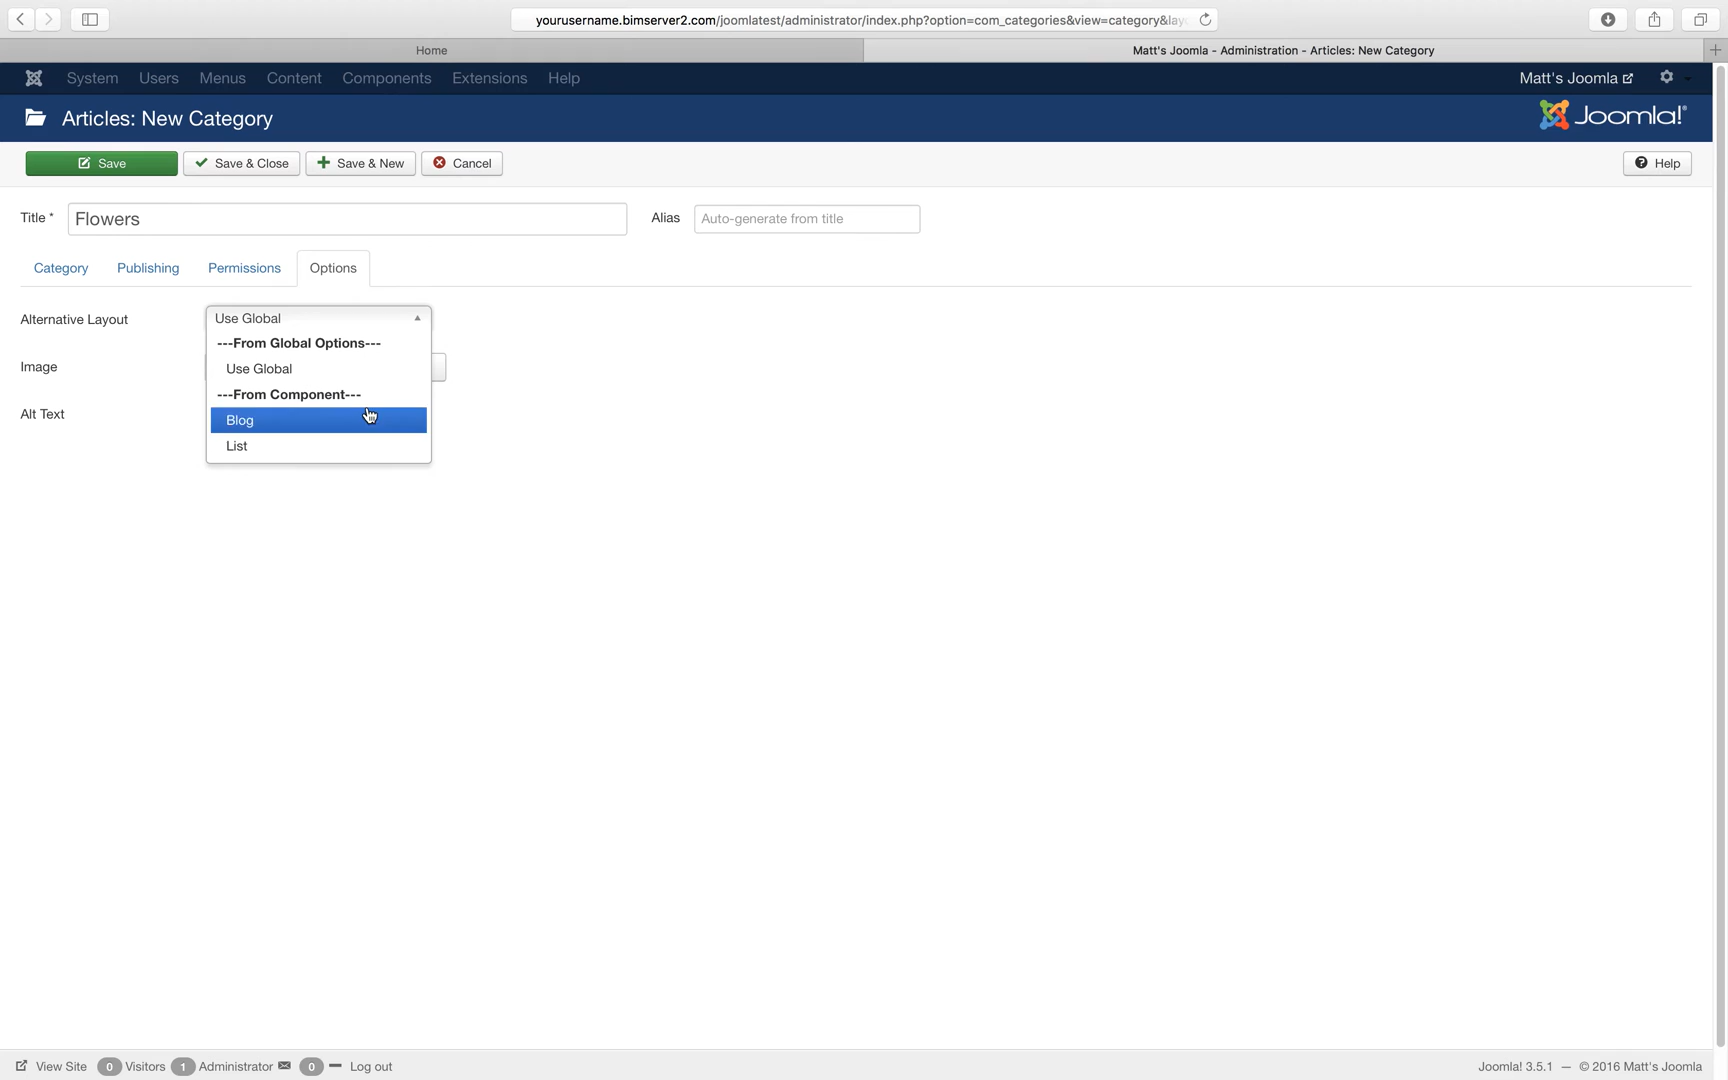 yourusername.bimserver2.com/joomlatest/administrator/index.php?option=com_categories&view=category&lay
Home
Matt's Joomla - Administration - Articles: New Category
System Users Menus Content Components Extensions Help Matt's Joomla
Articles: New Category
Joomla!®
Save Save & Close Save & New Cancel Help
Title * Flowers Alias Auto-generate from title
Category Publishing Permissions Options
Alternative Layout Use Global
---From Global Options---
Image Use Global
---From Component---
Alt Text Blog
List
View Site 0 Visitors 1 Administrator 0 Log out Joomla! 3.5.1 — © 2016 Matt's Joomla